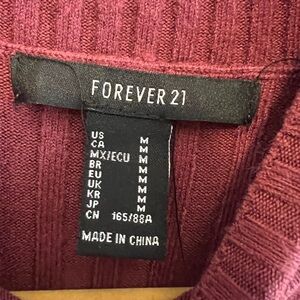 FOREVER 21
US M
CA M
MX/ECU M
BR M
EU M
UK M
KR M
JP M
CN 165/88A
MADE IN CHINA